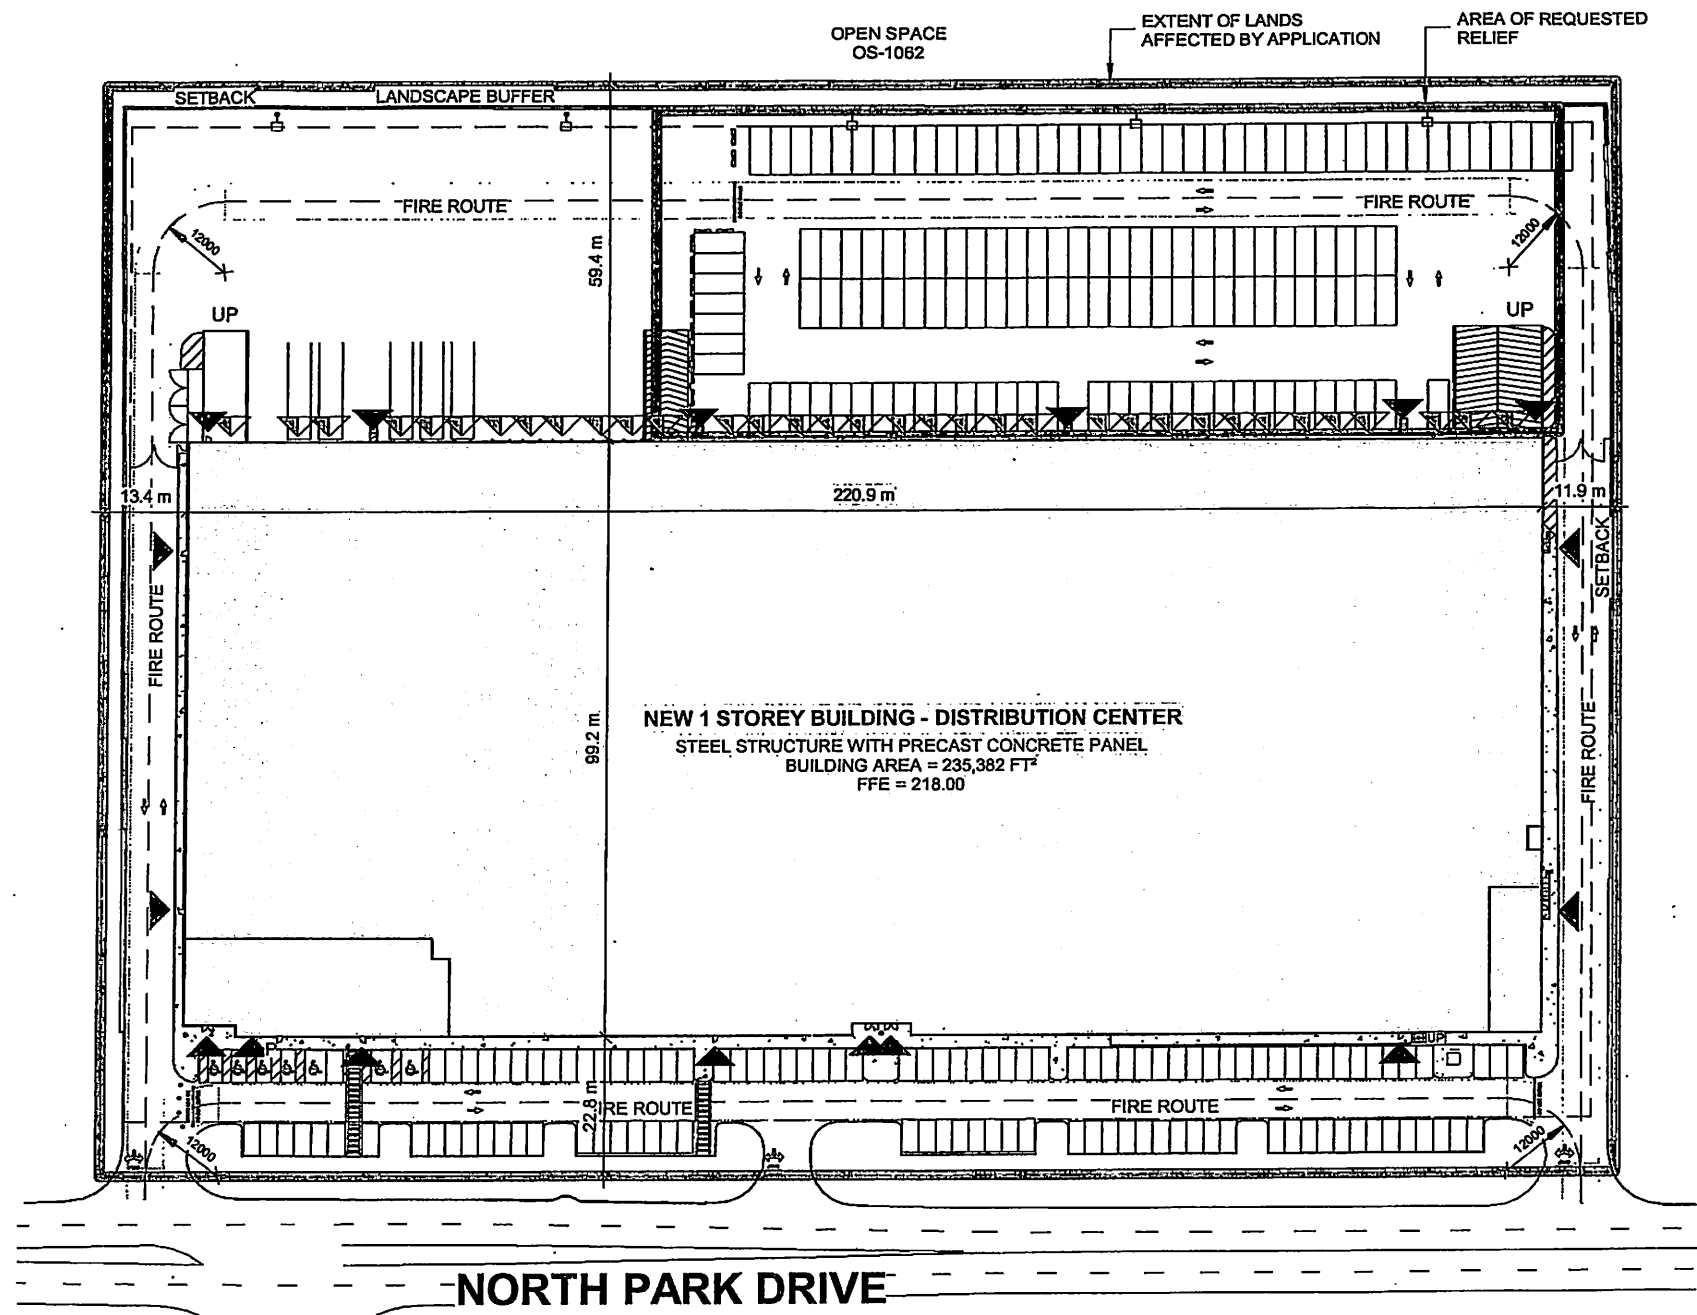 OPEN SPACE
OS-1062
EXTENT OF LANDS
AFFECTED BY APPLICATION
AREA OF REQUESTED
RELIEF
SETBACK
LANDSCAPE BUFFER
FIRE ROUTE
FIRE ROUTE
12000
12000
59.4 m
UP
UP
13.4 m
220.9 m
11.9 m
SETBACK
FIRE ROUTE
FIRE ROUTE
99.2 m
NEW 1 STOREY BUILDING - DISTRIBUTION CENTER
STEEL STRUCTURE WITH PRECAST CONCRETE PANEL
BUILDING AREA = 235,382 FT²
FFE = 218.00
UP
22.8 m
IRE ROUTE
FIRE ROUTE
12000
12000
NORTH PARK DRIVE